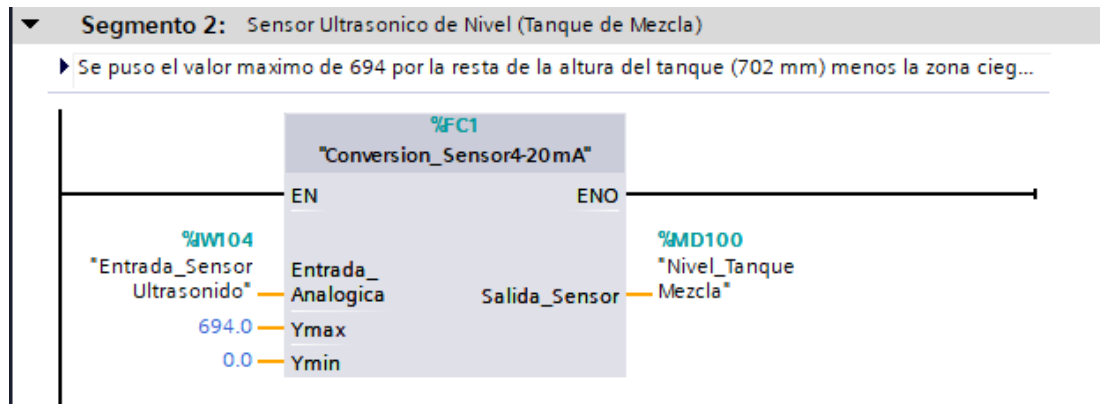 Segmento 2: Sensor Ultrasonico de Nivel (Tanque de Mezcla)
Se puso el valor maximo de 694 por la resta de la altura del tanque (702 mm) menos la zona cieg...
%FC1
"Conversion_Sensor4-20mA"
EN ENO
%IW104
"Entrada_Sensor
Ultrasonido"
Entrada_
Analogica
Salida_Sensor
%MD100
"Nivel_Tanque
Mezcla"
694.0 Ymax
0.0 Ymin